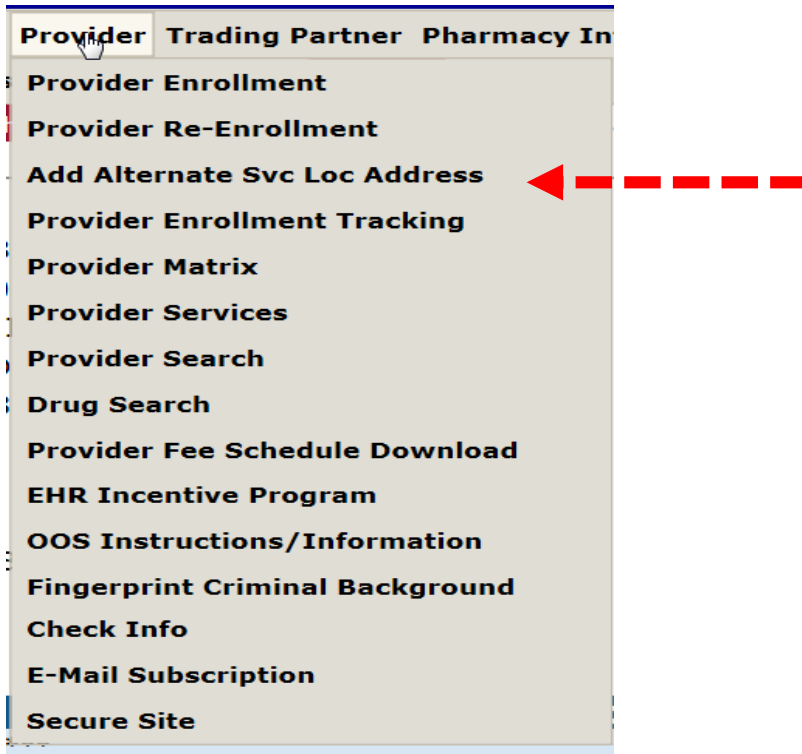 Provider Trading Partner Pharmacy In
Provider Enrollment
Provider Re-Enrollment
Add Alternate Svc Loc Address
Provider Enrollment Tracking
Provider Matrix
Provider Services
Provider Search
Drug Search
Provider Fee Schedule Download
EHR Incentive Program
OOS Instructions/Information
Fingerprint Criminal Background
Check Info
E-Mail Subscription
Secure Site